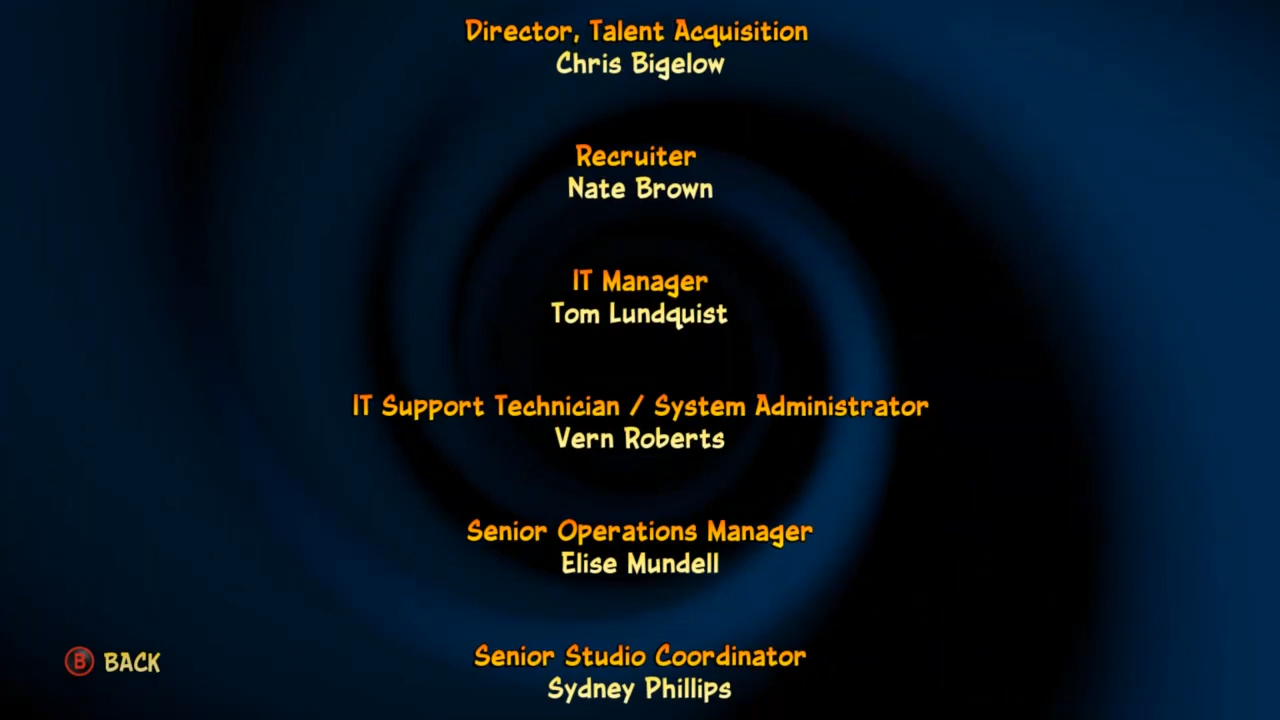 Director, Talent Acquisition
Chris Bigelow
Recruiter
Nate Brown
IT Manager
Tom Lundquist
IT Support Technician / System Administrator
Vern Roberts
Senior Operations Manager
Elise Mundell
Senior Studio Coordinator
Sydney Phillips
B BACK